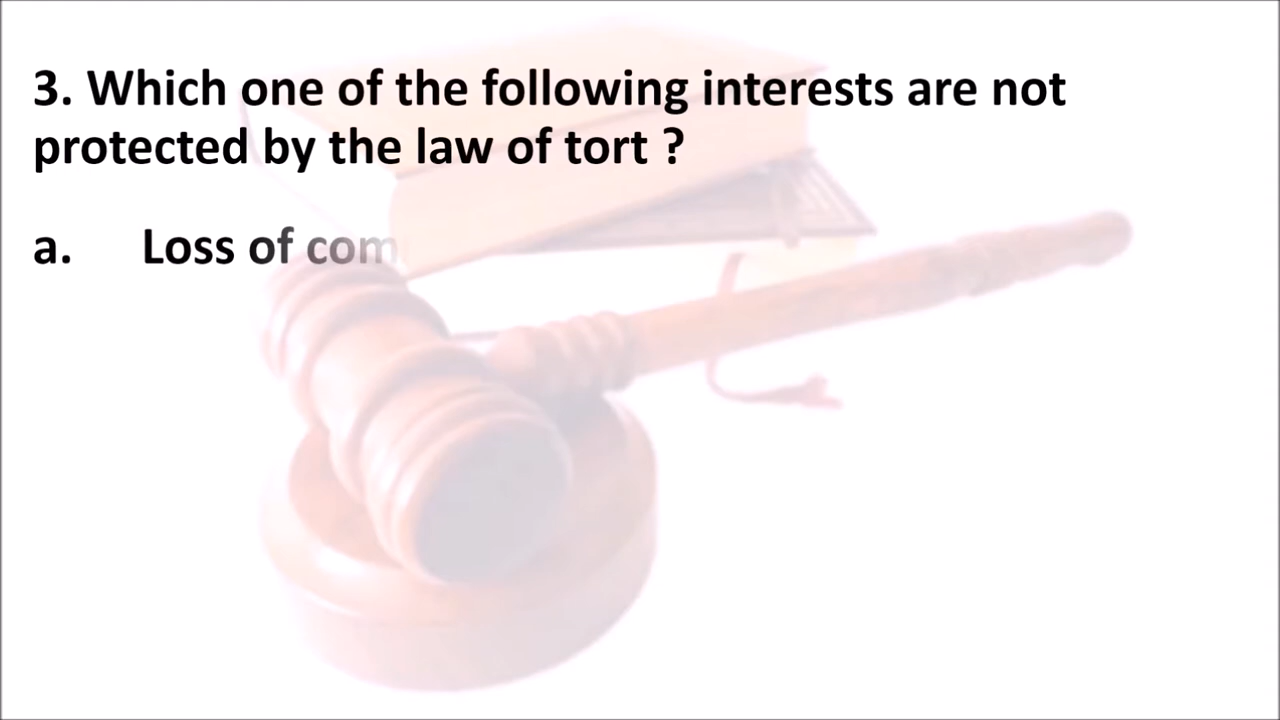 3. Which one of the following interests are not
protected by the law of tort ?
a. Loss of